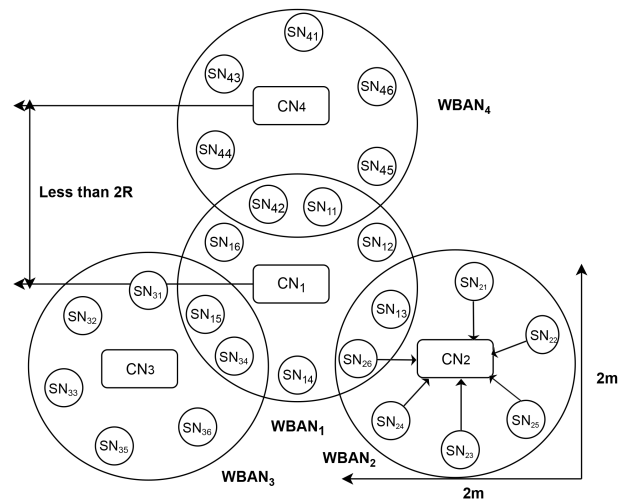 SN41
SN43
SN46
CN4
WBAN4
SN44
SN45
Less than 2R
SN42
SN11
SN16
SN12
CN1
SN21
SN31
SN15
SN13
SN32
SN22
SN34
SN26
CN2
CN3
2m
SN14
SN33
SN24
SN25
WBAN1
SN36
SN35
SN23
WBAN2
WBAN3
2m